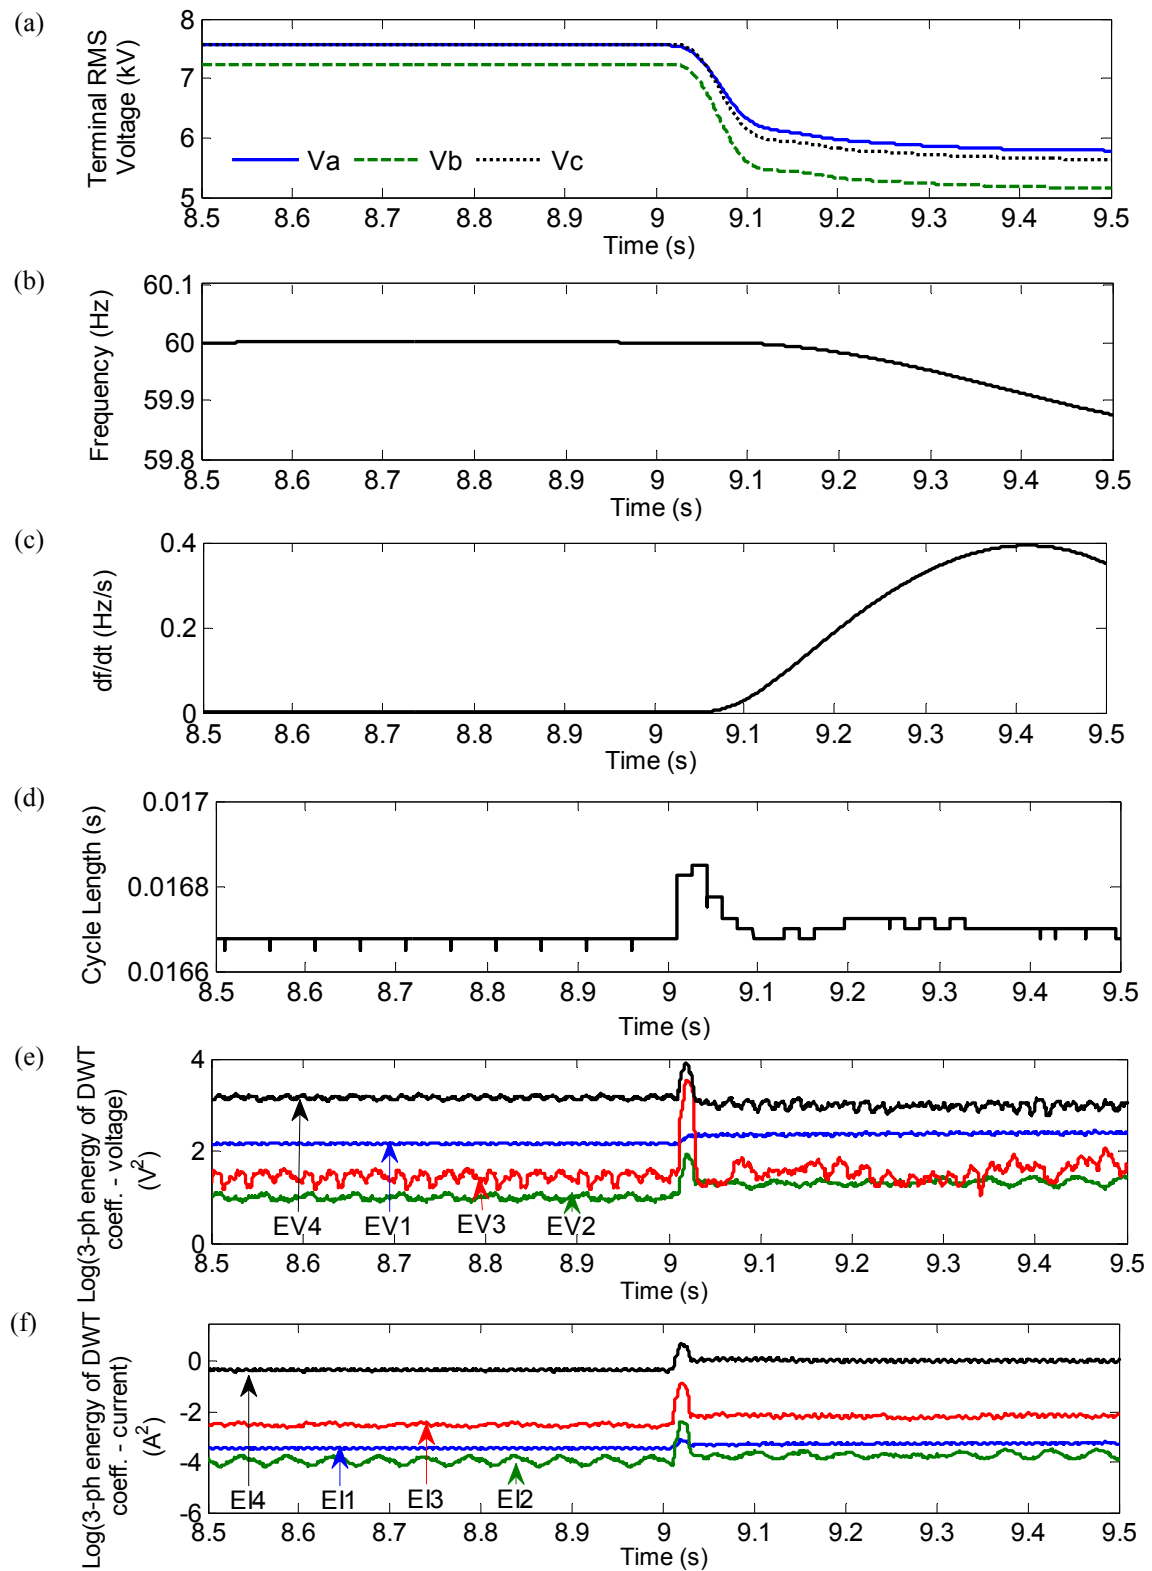 (a)
Terminal RMS
Voltage (kV)
8
7
6
5
Va Vb Vc
8.5 8.6 8.7 8.8 8.9 9 9.1 9.2 9.3 9.4 9.5
Time (s)
(b)
Frequency (Hz)
60.1
60
59.9
59.8
8.5 8.6 8.7 8.8 8.9 9 9.1 9.2 9.3 9.4 9.5
Time (s)
(c)
df/dt (Hz/s)
0.4
0.2
0
8.5 8.6 8.7 8.8 8.9 9 9.1 9.2 9.3 9.4 9.5
Time (s)
(d)
Cycle Length (s)
0.017
0.0168
0.0166
8.5 8.6 8.7 8.8 8.9 9 9.1 9.2 9.3 9.4 9.5
Time (s)
(e)
Log(3-ph energy of DWT
coeff. - voltage)
(V²)
4
2
0
EV4 EV1 EV3 EV2
8.5 8.6 8.7 8.8 8.9 9 9.1 9.2 9.3 9.4 9.5
Time (s)
(f)
Log(3-ph energy of DWT
coeff. - current)
(A²)
0
-2
-4
-6
EI4 EI1 EI3 EI2
8.5 8.6 8.7 8.8 8.9 9 9.1 9.2 9.3 9.4 9.5
Time (s)